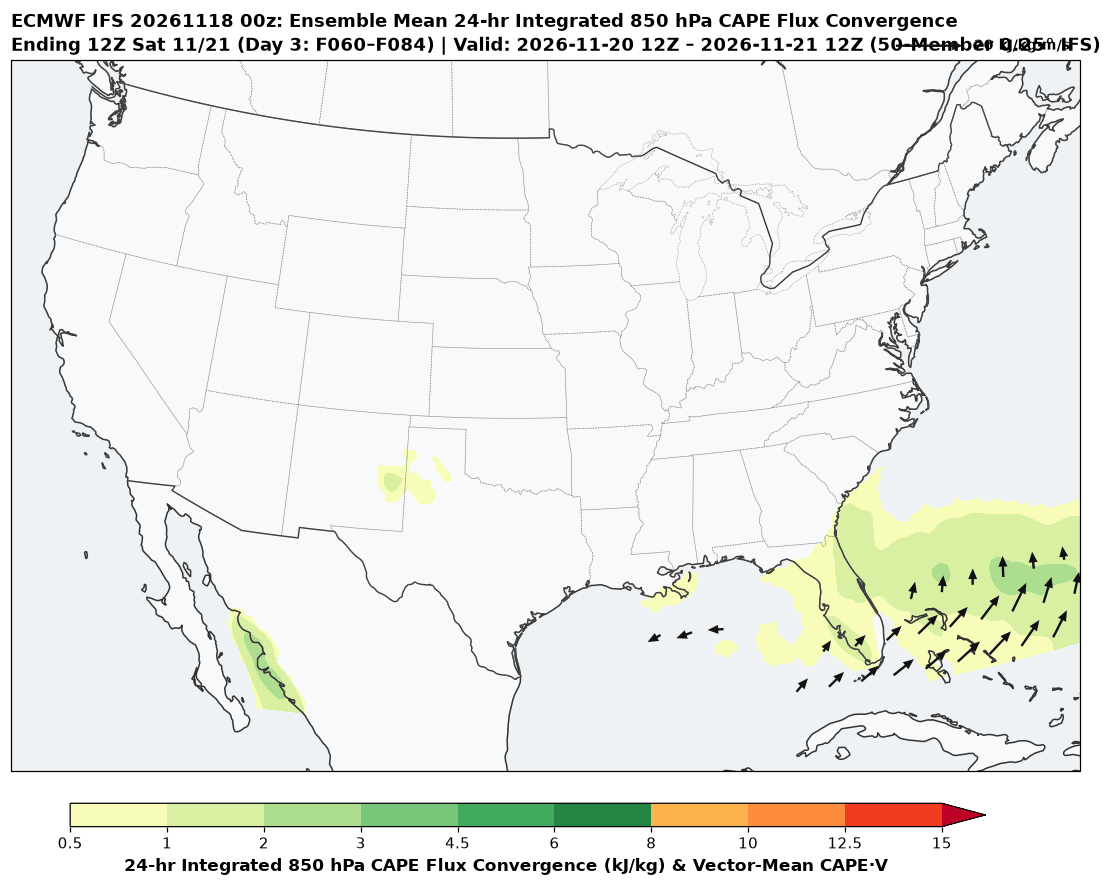 ECMWF IFS 20261118 00z: Ensemble Mean 24-hr Integrated 850 hPa CAPE Flux Convergence
Ending 12Z Sat 11/21 (Day 3: F060–F084) | Valid: 2026-11-20 12Z – 2026-11-21 12Z (50-Member 0.25° IFS)
0.5 1 2 3 4.5 6 8 10 12.5 15
24-hr Integrated 850 hPa CAPE Flux Convergence (kJ/kg) & Vector-Mean CAPE·V